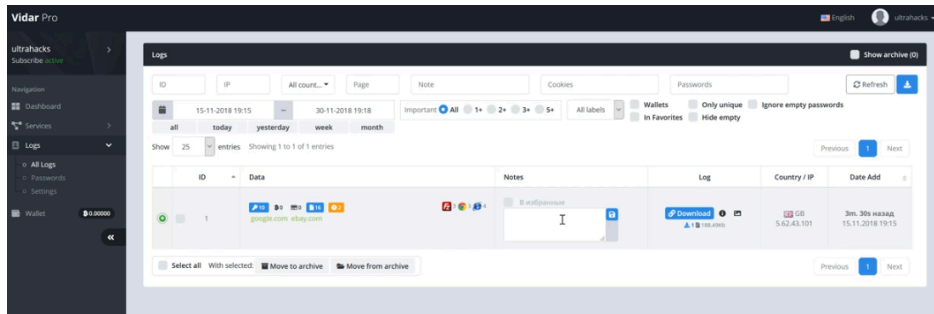 Vidar Pro
English
ultrahacks
ultrahacks
Subscribe active
Navigation
Dashboard
Services
Logs
All Logs
Passwords
Settings
Wallet
0.00000
Logs
Show archive (0)
ID
IP
All count...
Page
Note
Cookies
Passwords
Refresh
15-11-2018 19:15
–
30-11-2018 19:18
all today yesterday week month
Important All 1+ 2+ 3+ 5+
All labels
Wallets Only unique Ignore empty passwords
In Favorites Hide empty
Show 25 entries Showing 1 to 1 of 1 entries
Previous 1 Next
ID Data Notes Log Country / IP Date Add
1
10 0 0 16 2
google.com ebay.com
В избранные
Download
GB
5.62.43.101
3m. 30s назад
15.11.2018 19:15
Select all With selected: Move to archive Move from archive
Previous 1 Next